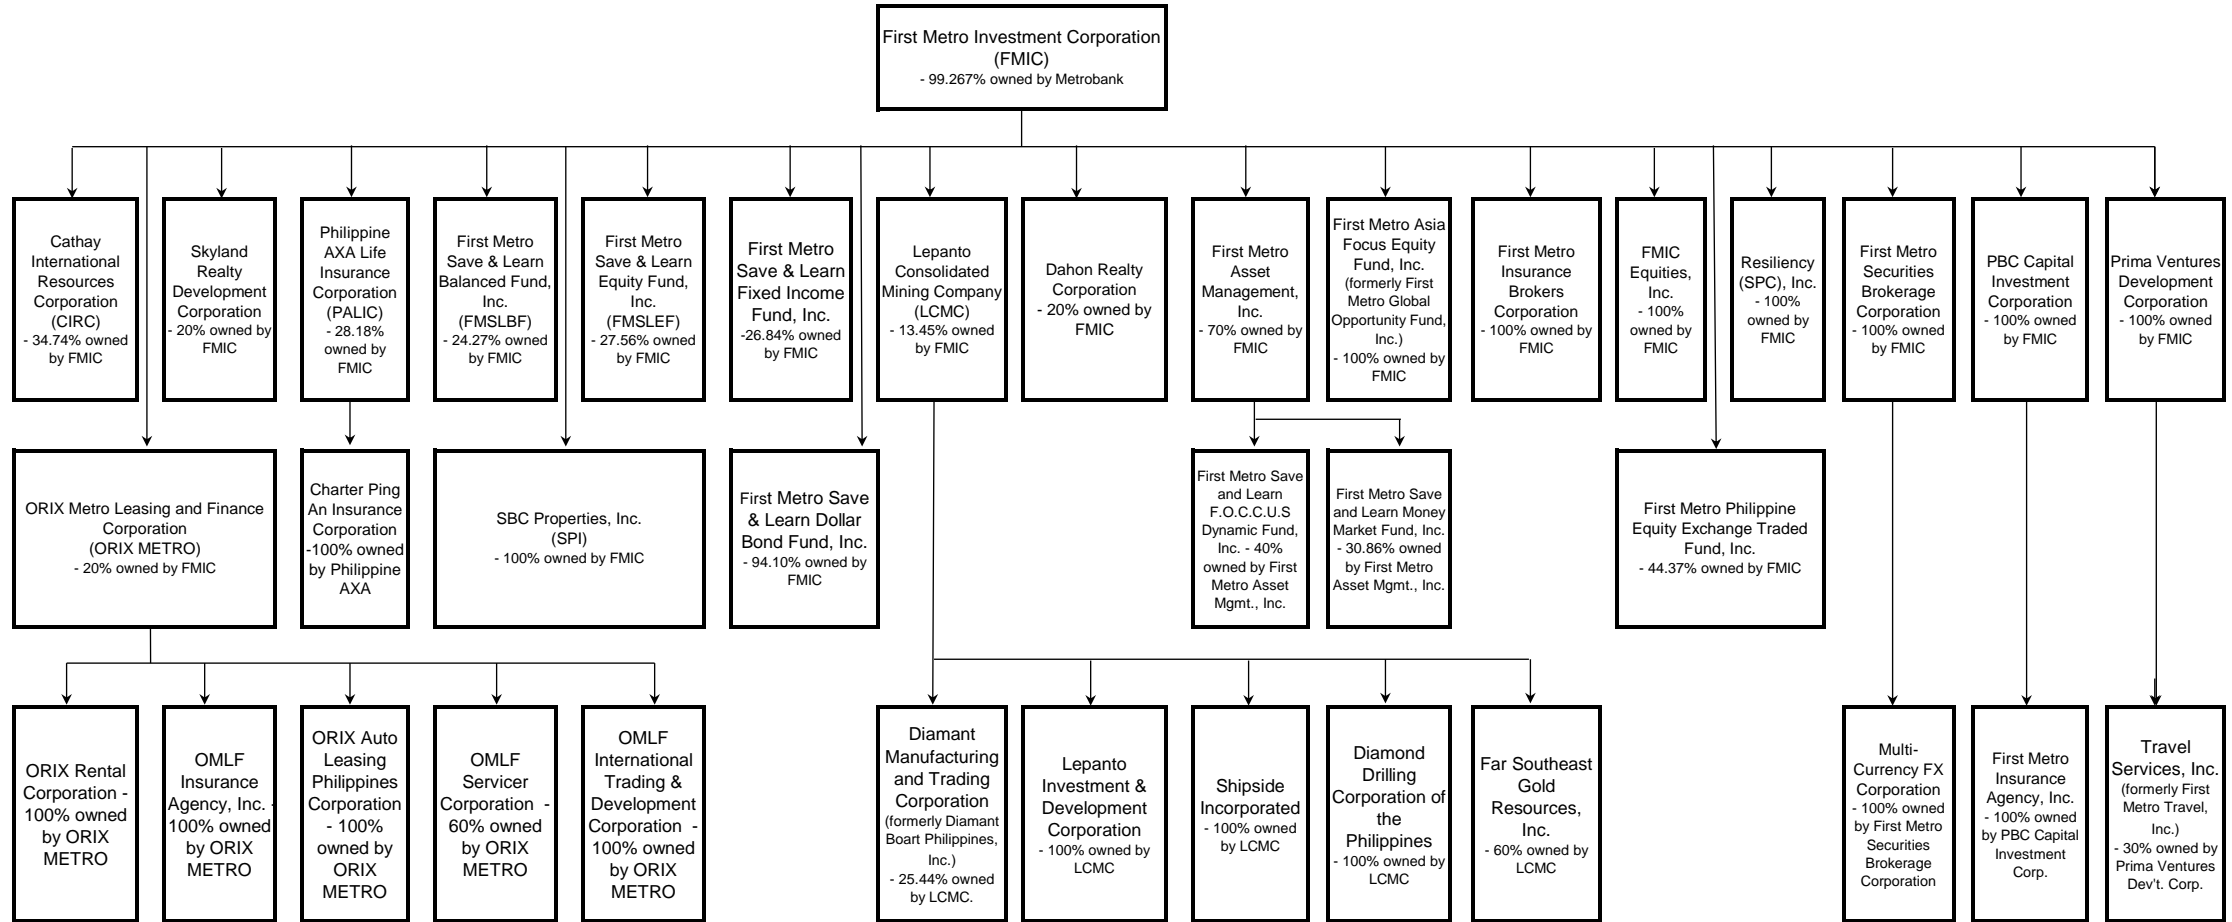 First Metro Investment Corporation
(FMIC)
- 99.267% owned by Metrobank
Cathay
International
Resources
Corporation
(CIRC)
- 34.74% owned
by FMIC
Skyland
Realty
Development
Corporation
- 20% owned by
FMIC
Philippine
AXA Life
Insurance
Corporation
(PALIC)
- 28.18%
owned by
FMIC
First Metro
Save & Learn
Balanced Fund,
Inc.
(FMSLBF)
- 24.27% owned
by FMIC
First Metro
Save & Learn
Equity Fund,
Inc.
(FMSLEF)
- 27.56% owned
by FMIC
First Metro
Save & Learn
Fixed Income
Fund, Inc.
-26.84% owned
by FMIC
Lepanto
Consolidated
Mining Company
(LCMC)
- 13.45% owned
by FMIC
Dahon Realty
Corporation
- 20% owned by
FMIC
First Metro
Asset
Management,
Inc.
- 70% owned by
FMIC
First Metro Asia
Focus Equity
Fund, Inc.
(formerly First
Metro Global
Opportunity Fund,
Inc.)
- 100% owned by
FMIC
First Metro
Insurance
Brokers
Corporation
- 100% owned by
FMIC
FMIC
Equities,
Inc.
- 100%
owned by
FMIC
Resiliency
(SPC), Inc.
- 100%
owned by
FMIC
First Metro
Securities
Brokerage
Corporation
- 100% owned
by FMIC
PBC Capital
Investment
Corporation
- 100% owned
by FMIC
Prima Ventures
Development
Corporation
- 100% owned
by FMIC
ORIX Metro Leasing and Finance
Corporation
(ORIX METRO)
- 20% owned by FMIC
Charter Ping
An Insurance
Corporation
-100% owned
by Philippine
AXA
SBC Properties, Inc.
(SPI)
- 100% owned by FMIC
First Metro Save
& Learn Dollar
Bond Fund, Inc.
- 94.10% owned by
FMIC
First Metro Save
and Learn
F.O.C.C.U.S
Dynamic Fund,
Inc. - 40%
owned by First
Metro Asset
Mgmt., Inc.
First Metro Save
and Learn Money
Market Fund, Inc.
- 30.86% owned
by First Metro
Asset Mgmt., Inc.
First Metro Philippine
Equity Exchange Traded
Fund, Inc.
- 44.37% owned by FMIC
ORIX Rental
Corporation -
100% owned
by ORIX
METRO
OMLF
Insurance
Agency, Inc. -
100% owned
by ORIX
METRO
ORIX Auto
Leasing
Philippines
Corporation
- 100%
owned by
ORIX
METRO
OMLF
Servicer
Corporation -
60% owned
by ORIX
METRO
OMLF
International
Trading &
Development
Corporation -
100% owned
by ORIX
METRO
Diamant
Manufacturing
and Trading
Corporation
(formerly Diamant
Boart Philippines,
Inc.)
- 25.44% owned
by LCMC.
Lepanto
Investment &
Development
Corporation
- 100% owned by
LCMC
Shipside
Incorporated
- 100% owned
by LCMC
Diamond
Drilling
Corporation of
the
Philippines
- 100% owned by
LCMC
Far Southeast
Gold
Resources,
Inc.
- 60% owned by
LCMC
Multi-
Currency FX
Corporation
- 100% owned
by First Metro
Securities
Brokerage
Corporation
First Metro
Insurance
Agency, Inc.
- 100% owned
by PBC Capital
Investment
Corp.
Travel
Services, Inc.
(formerly First
Metro Travel,
Inc.)
- 30% owned by
Prima Ventures
Dev't. Corp.